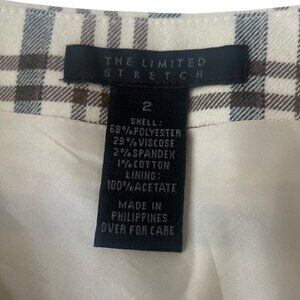 THE LIMITED
STRETCH
2
SHELL:
68%POLYESTER
29%VISCOSE
2%SPANDEX
1%COTTON
LINING:
100%ACETATE
MADE IN
PHILIPPINES
OVER FOR CARE